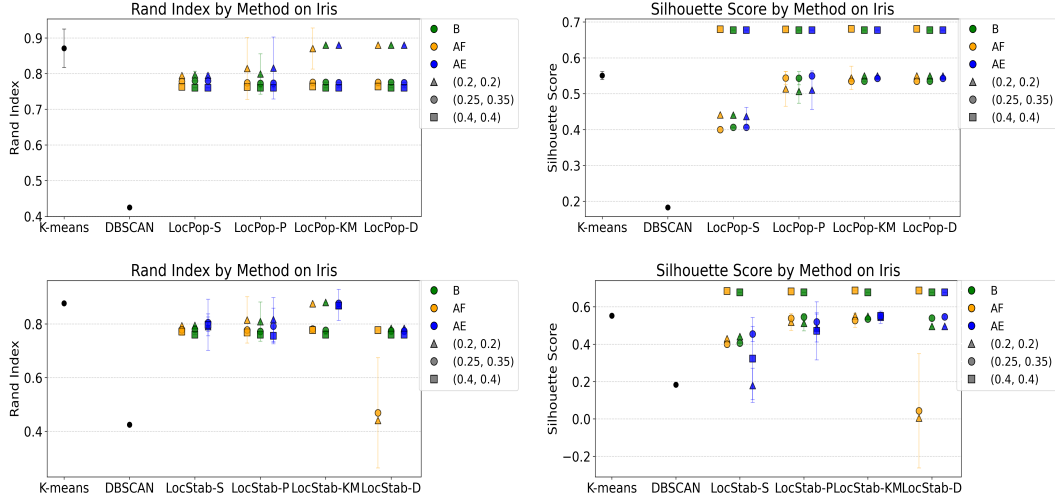 Rand Index by Method on Iris
Rand Index
0.9
0.8
0.7
0.6
0.5
0.4
K-means DBSCAN LocPop-S LocPop-P LocPop-KM LocPop-D
B
AF
AE
(0.2, 0.2)
(0.25, 0.35)
(0.4, 0.4)
Silhouette Score by Method on Iris
Silhouette Score
0.7
0.6
0.5
0.4
0.3
0.2
K-means DBSCAN LocPop-S LocPop-P LocPop-KM LocPop-D
B
AF
AE
(0.2, 0.2)
(0.25, 0.35)
(0.4, 0.4)
Rand Index by Method on Iris
Rand Index
0.8
0.6
0.4
K-means DBSCAN LocStab-S LocStab-P LocStab-KM LocStab-D
B
AF
AE
(0.2, 0.2)
(0.25, 0.35)
(0.4, 0.4)
Silhouette Score by Method on Iris
Silhouette Score
0.6
0.4
0.2
0.0
−0.2
K-means DBSCAN LocStab-S LocStab-P LocStab-KM LocStab-D
B
AF
AE
(0.2, 0.2)
(0.25, 0.35)
(0.4, 0.4)